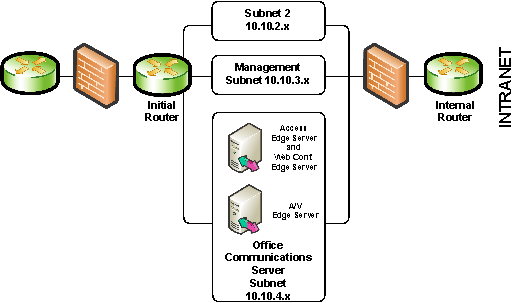 Subnet 2
10.10.2.x
Management
Subnet 10.10.3.x
Initial
Router
Internal
Router
INTRANET
Access
Edge Server
and
Web Conf
Edge Server
A/V
Edge Server
Office
Communications
Server
Subnet
10.10.4.x